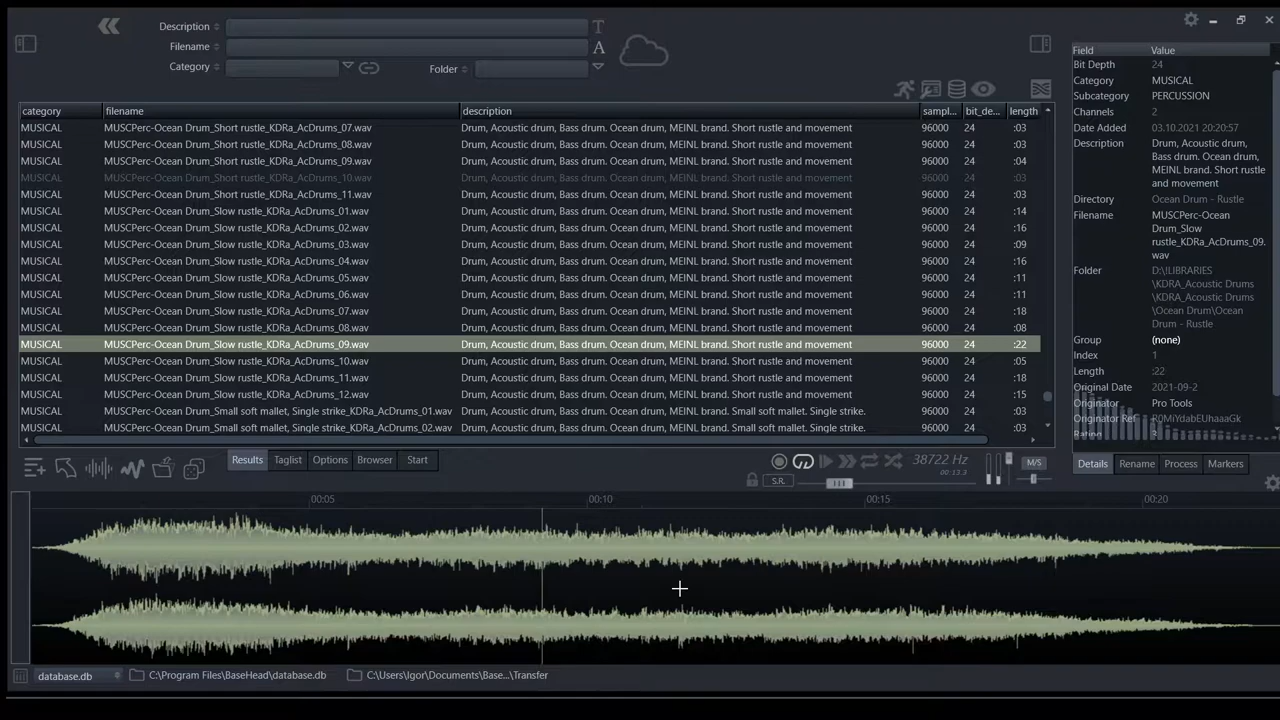 Description
T
Filename
A
Category
Folder
category filename description sampl... bit_de... length
MUSICAL MUSCPerc-Ocean Drum_Short rustle_KDRa_AcDrums_07.wav Drum, Acoustic drum, Bass drum. Ocean drum, MEINL brand. Short rustle and movement 96000 24 :03
MUSICAL MUSCPerc-Ocean Drum_Short rustle_KDRa_AcDrums_08.wav Drum, Acoustic drum, Bass drum. Ocean drum, MEINL brand. Short rustle and movement 96000 24 :03
MUSICAL MUSCPerc-Ocean Drum_Short rustle_KDRa_AcDrums_09.wav Drum, Acoustic drum, Bass drum. Ocean drum, MEINL brand. Short rustle and movement 96000 24 :04
MUSICAL MUSCPerc-Ocean Drum_Short rustle_KDRa_AcDrums_10.wav Drum, Acoustic drum, Bass drum. Ocean drum, MEINL brand. Short rustle and movement 96000 24 :03
MUSICAL MUSCPerc-Ocean Drum_Short rustle_KDRa_AcDrums_11.wav Drum, Acoustic drum, Bass drum. Ocean drum, MEINL brand. Short rustle and movement 96000 24 :03
MUSICAL MUSCPerc-Ocean Drum_Slow rustle_KDRa_AcDrums_01.wav Drum, Acoustic drum, Bass drum. Ocean drum, MEINL brand. Short rustle and movement 96000 24 :14
MUSICAL MUSCPerc-Ocean Drum_Slow rustle_KDRa_AcDrums_02.wav Drum, Acoustic drum, Bass drum. Ocean drum, MEINL brand. Short rustle and movement 96000 24 :16
MUSICAL MUSCPerc-Ocean Drum_Slow rustle_KDRa_AcDrums_03.wav Drum, Acoustic drum, Bass drum. Ocean drum, MEINL brand. Short rustle and movement 96000 24 :09
MUSICAL MUSCPerc-Ocean Drum_Slow rustle_KDRa_AcDrums_04.wav Drum, Acoustic drum, Bass drum. Ocean drum, MEINL brand. Short rustle and movement 96000 24 :16
MUSICAL MUSCPerc-Ocean Drum_Slow rustle_KDRa_AcDrums_05.wav Drum, Acoustic drum, Bass drum. Ocean drum, MEINL brand. Short rustle and movement 96000 24 :11
MUSICAL MUSCPerc-Ocean Drum_Slow rustle_KDRa_AcDrums_06.wav Drum, Acoustic drum, Bass drum. Ocean drum, MEINL brand. Short rustle and movement 96000 24 :11
MUSICAL MUSCPerc-Ocean Drum_Slow rustle_KDRa_AcDrums_07.wav Drum, Acoustic drum, Bass drum. Ocean drum, MEINL brand. Short rustle and movement 96000 24 :18
MUSICAL MUSCPerc-Ocean Drum_Slow rustle_KDRa_AcDrums_08.wav Drum, Acoustic drum, Bass drum. Ocean drum, MEINL brand. Short rustle and movement 96000 24 :08
MUSICAL MUSCPerc-Ocean Drum_Slow rustle_KDRa_AcDrums_09.wav Drum, Acoustic drum, Bass drum. Ocean drum, MEINL brand. Short rustle and movement 96000 24 :22
MUSICAL MUSCPerc-Ocean Drum_Slow rustle_KDRa_AcDrums_10.wav Drum, Acoustic drum, Bass drum. Ocean drum, MEINL brand. Short rustle and movement 96000 24 :05
MUSICAL MUSCPerc-Ocean Drum_Slow rustle_KDRa_AcDrums_11.wav Drum, Acoustic drum, Bass drum. Ocean drum, MEINL brand. Short rustle and movement 96000 24 :18
MUSICAL MUSCPerc-Ocean Drum_Slow rustle_KDRa_AcDrums_12.wav Drum, Acoustic drum, Bass drum. Ocean drum, MEINL brand. Short rustle and movement 96000 24 :15
MUSICAL MUSCPerc-Ocean Drum_Small soft mallet, Single strike_KDRa_AcDrums_01.wav Drum, Acoustic drum, Bass drum. Ocean drum, MEINL brand. Small soft mallet. Single strike. 96000 24 :03
MUSICAL MUSCPerc-Ocean Drum_Small soft mallet, Single strike_KDRa_AcDrums_02.wav Drum, Acoustic drum, Bass drum. Ocean drum, MEINL brand. Small soft mallet. Single strike. 96000 24 :03
Field Value
Bit Depth 24
Category MUSICAL
Subcategory PERCUSSION
Channels 2
Date Added 03.10.2021 20:20:57
Description Drum, Acoustic drum,
Bass drum. Ocean drum,
MEINL brand. Short rustle
and movement
Directory Ocean Drum - Rustle
Filename MUSCPerc-Ocean
Drum_Slow
rustle_KDRa_AcDrums_09.
wav
Folder D:\!LIBRARIES
\KDRA_Acoustic Drums
\KDRA_Acoustic Drums
\Ocean Drum\Ocean
Drum - Rustle
Group (none)
Index 1
Length :22
Original Date 2021-09-2
Originator Pro Tools
Originator Ref R0MiYdabEUhaaaGk
Rating 3
Results Taglist Options Browser Start
S.R.
38722 Hz
00:13.3
M/S
Details Rename Process Markers
00:05 00:10 00:15 00:20
database.db C:\Program Files\BaseHead\database.db C:\Users\Igor\Documents\Base...\Transfer